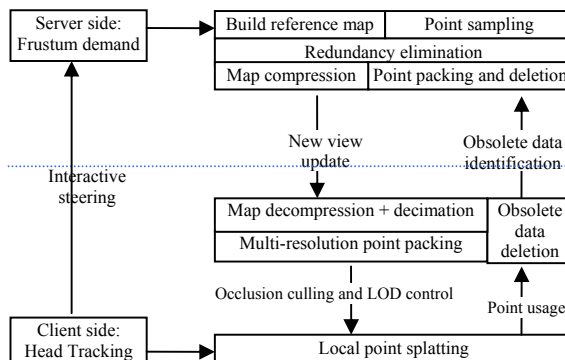 Server side:
Frustum demand
Build reference map
Point sampling
Redundancy elimination
Map compression
Point packing and deletion
New view
update
Obsolete data
identification
Interactive
steering
Map decompression + decimation
Multi-resolution point packing
Obsolete
data
deletion
Occlusion culling and LOD control
Point usage
Client side:
Head Tracking
Local point splatting